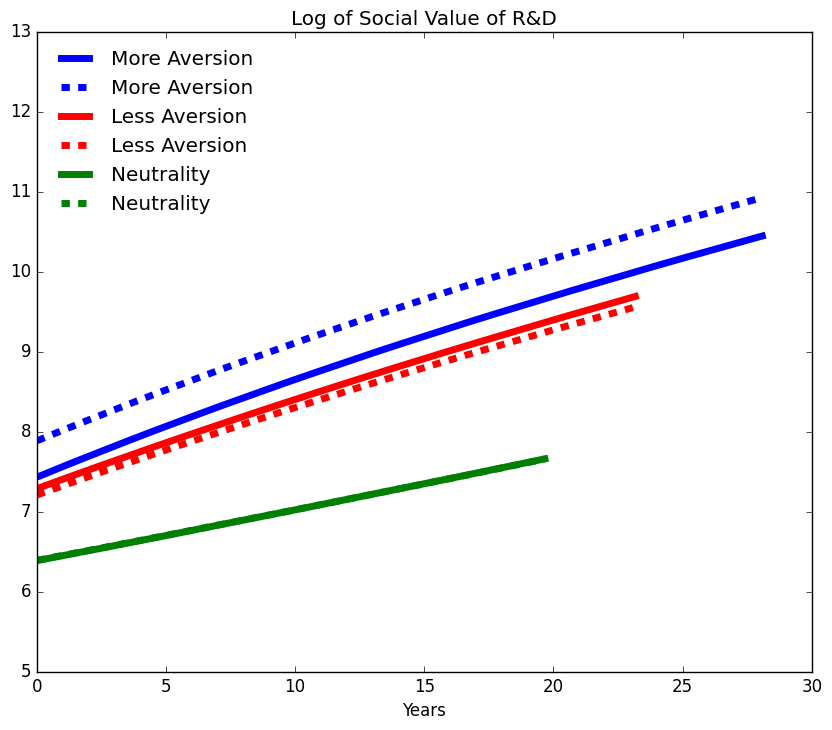 Log of Social Value of R&D
13
12
11
10
9
8
7
6
5
More Aversion
More Aversion
Less Aversion
Less Aversion
Neutrality
Neutrality
0 5 10 15 20 25 30
Years